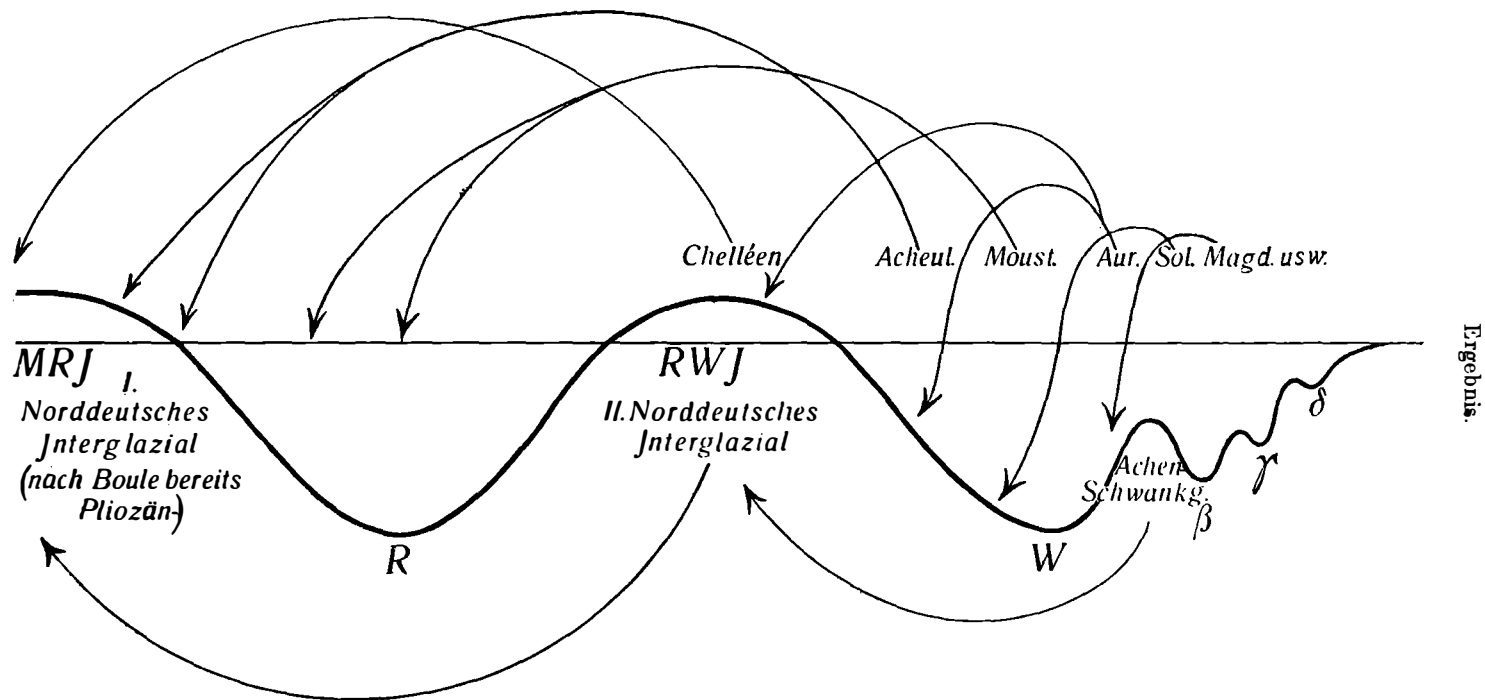 Chelléen Acheul. Moust. Aur. Sol. Magd. usw.
MRJ
I.
Norddeutsches
Jnterglazial
(nach Boule bereits
Pliozän-)
R
RWJ
II. Norddeutsches
Jnterglazial
W
Achen-
Schwankg.
β
γ
δ
Ergebnis.